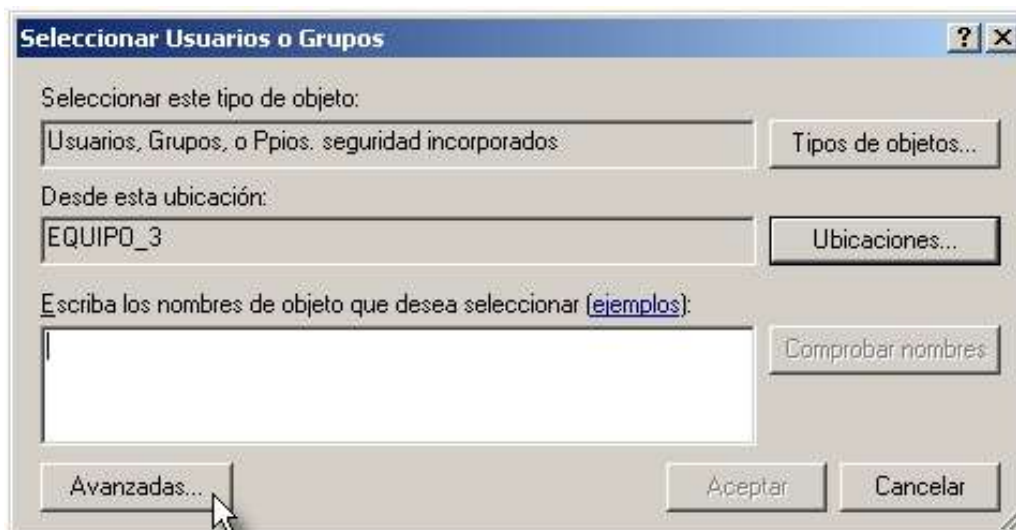 Seleccionar Usuarios o Grupos
Seleccionar este tipo de objeto:
Usuarios, Grupos, o Ppios. seguridad incorporados
Tipos de objetos...
Desde esta ubicación:
EQUIPO_3
Ubicaciones...
Escriba los nombres de objeto que desea seleccionar (ejemplos):
Comprobar nombres
Avanzadas...
Aceptar
Cancelar